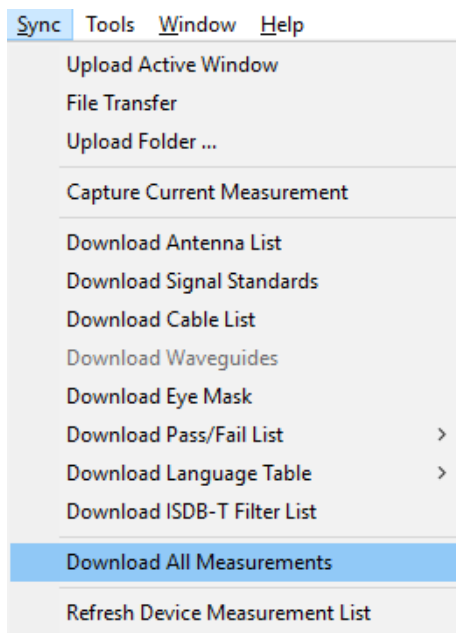 Sync Tools Window Help
Upload Active Window
File Transfer
Upload Folder ...
Capture Current Measurement
Download Antenna List
Download Signal Standards
Download Cable List
Download Waveguides
Download Eye Mask
Download Pass/Fail List
Download Language Table
Download ISDB-T Filter List
Download All Measurements
Refresh Device Measurement List